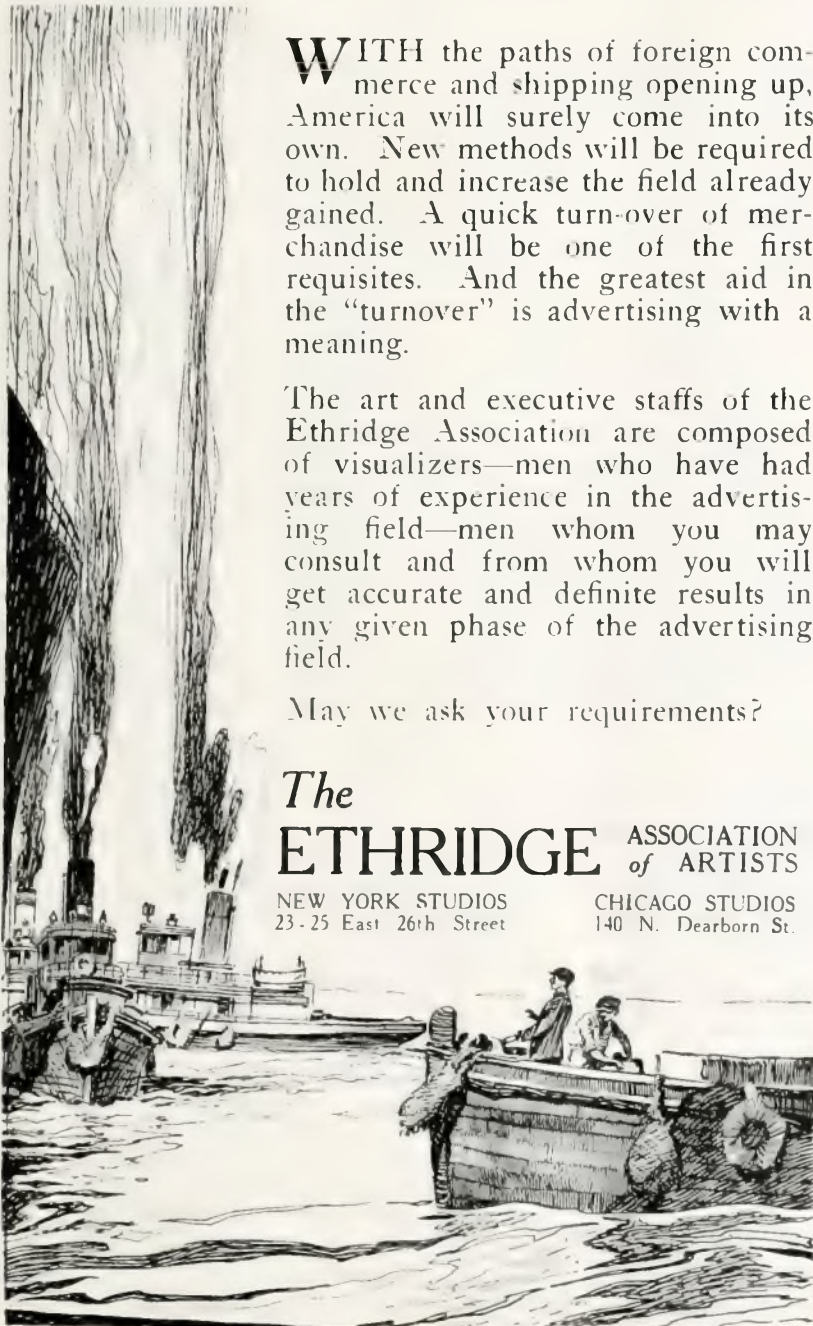 WITH the paths of foreign com-
merce and shipping opening up,
America will surely come into its
own. New methods will be required
to hold and increase the field already
gained. A quick turn-over of mer-
chandise will be one of the first
requisites. And the greatest aid in
the "turnover" is advertising with a
meaning.
The art and executive staffs of the
Ethridge Association are composed
of visualizers—men who have had
years of experience in the advertis-
ing field—men whom you may
consult and from whom you will
get accurate and definite results in
any given phase of the advertising
field.
May we ask your requirements?
The
ETHRIDGE ASSOCIATION
of ARTISTS
NEW YORK STUDIOS
23-25 East 26th Street
CHICAGO STUDIOS
140 N. Dearborn St.